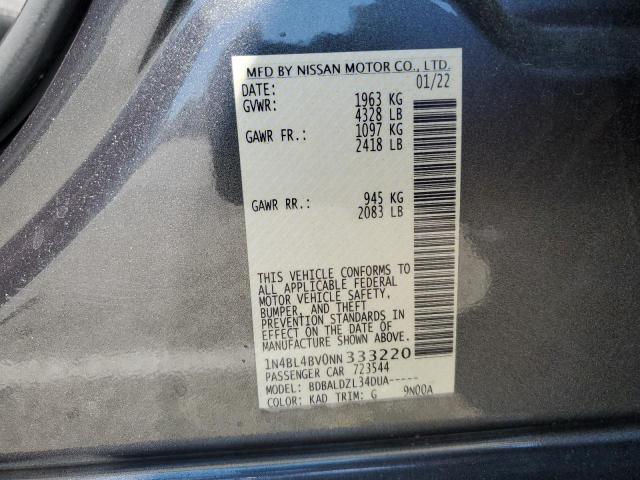 MFD BY NISSAN MOTOR CO., LTD.
DATE: 01/22
GVWR: 1963 KG
4328 LB
GAWR FR.: 1097 KG
2418 LB
GAWR RR.: 945 KG
2083 LB
THIS VEHICLE CONFORMS TO
ALL APPLICABLE FEDERAL
MOTOR VEHICLE SAFETY,
BUMPER, AND THEFT
PREVENTION STANDARDS IN
EFFECT ON THE DATE OF
MANUFACTURE SHOWN ABOVE.
1N4BL4BV0NN333220
PASSENGER CAR 723544
MODEL: BDBALDZL34DUA-----
COLOR: KAD TRIM: G 9N00A